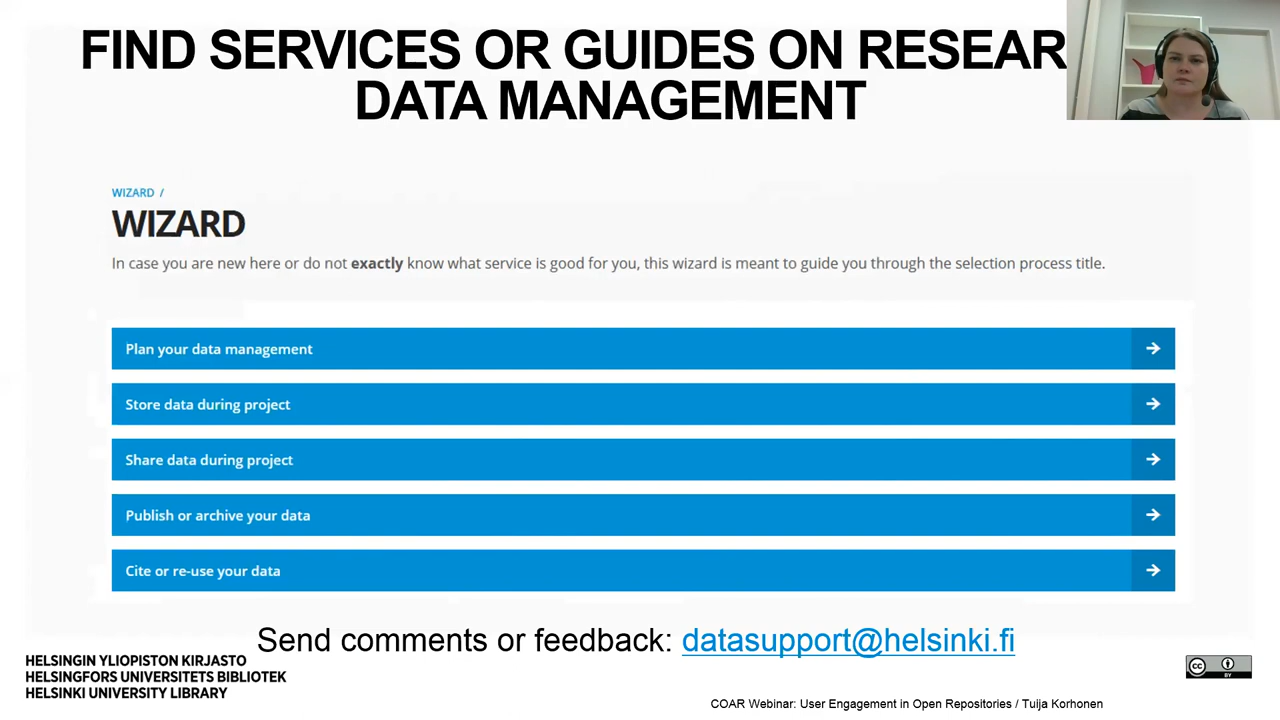 FIND SERVICES OR GUIDES ON RESEAR
DATA MANAGEMENT
WIZARD /
WIZARD
In case you are new here or do not exactly know what service is good for you, this wizard is meant to guide you through the selection process title.
Plan your data management
Store data during project
Share data during project
Publish or archive your data
Cite or re-use your data
Send comments or feedback: datasupport@helsinki.fi
HELSINGIN YLIOPISTON KIRJASTO
HELSINGFORS UNIVERSITETS BIBLIOTEK
HELSINKI UNIVERSITY LIBRARY
CC BY
COAR Webinar: User Engagement in Open Repositories / Tuija Korhonen